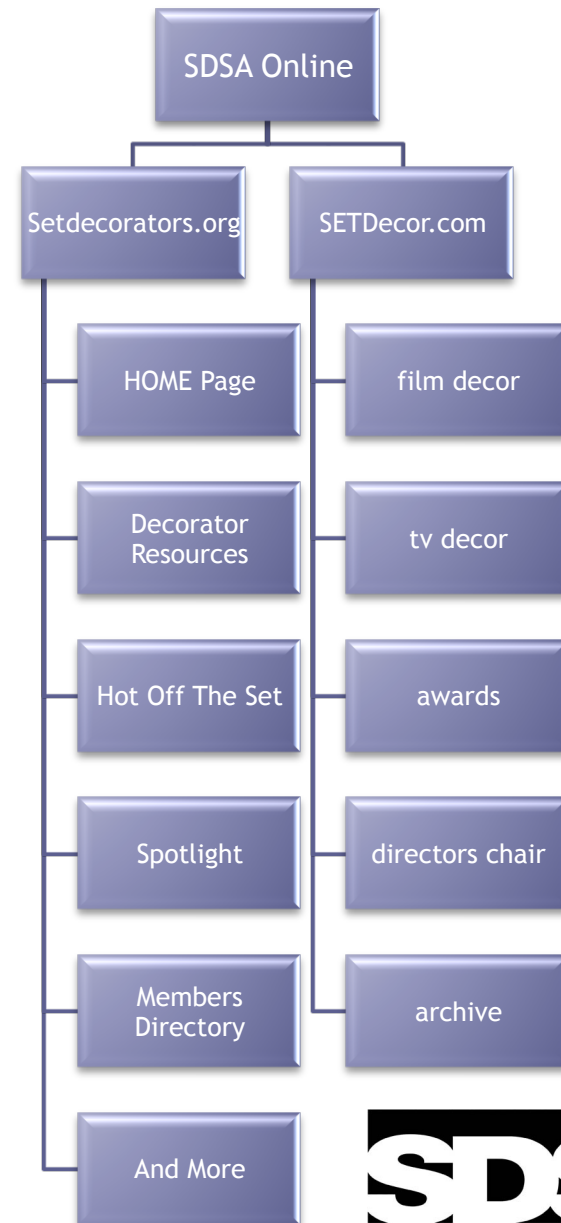 SDSA Online
Setdecorators.org
SETDecor.com
HOME Page
Decorator
Resources
Hot Off The Set
Spotlight
Members
Directory
And More
film decor
tv decor
awards
directors chair
archive